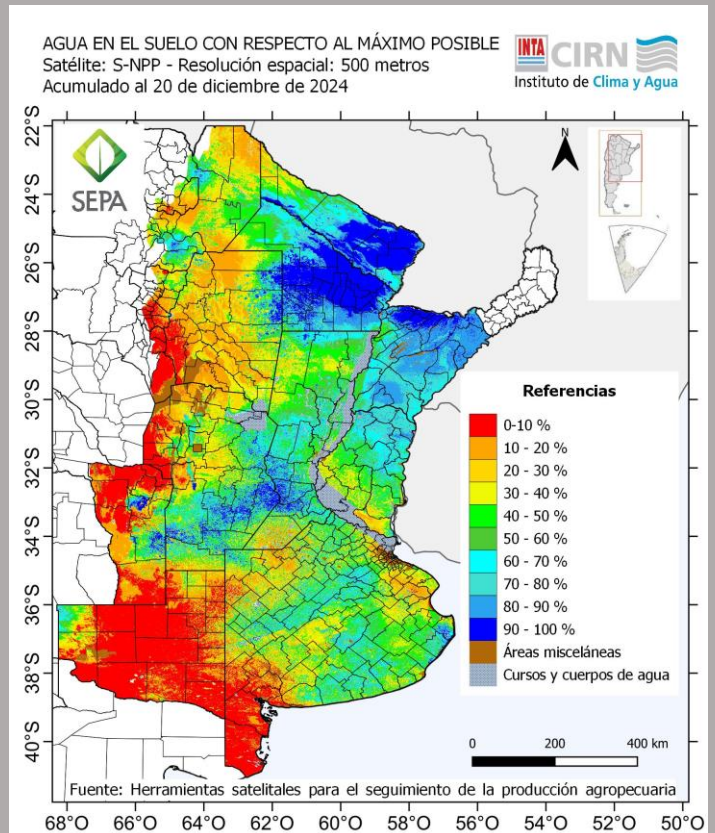 AGUA EN EL SUELO CON RESPECTO AL MÁXIMO POSIBLE
Satélite: S-NPP - Resolución espacial: 500 metros
Acumulado al 20 de diciembre de 2024
INTA CIRN
Instituto de Clima y Agua
SEPA
N
22°S
24°S
26°S
28°S
30°S
32°S
34°S
36°S
38°S
40°S
Referencias
0-10 %
10 - 20 %
20 - 30 %
30 - 40 %
40 - 50 %
50 - 60 %
60 - 70 %
70 - 80 %
80 - 90 %
90 - 100 %
Áreas misceláneas
Cursos y cuerpos de agua
0 200 400 km
Fuente: Herramientas satelitales para el seguimiento de la producción agropecuaria
68°O 66°O 64°O 62°O 60°O 58°O 56°O 54°O 52°O 50°O